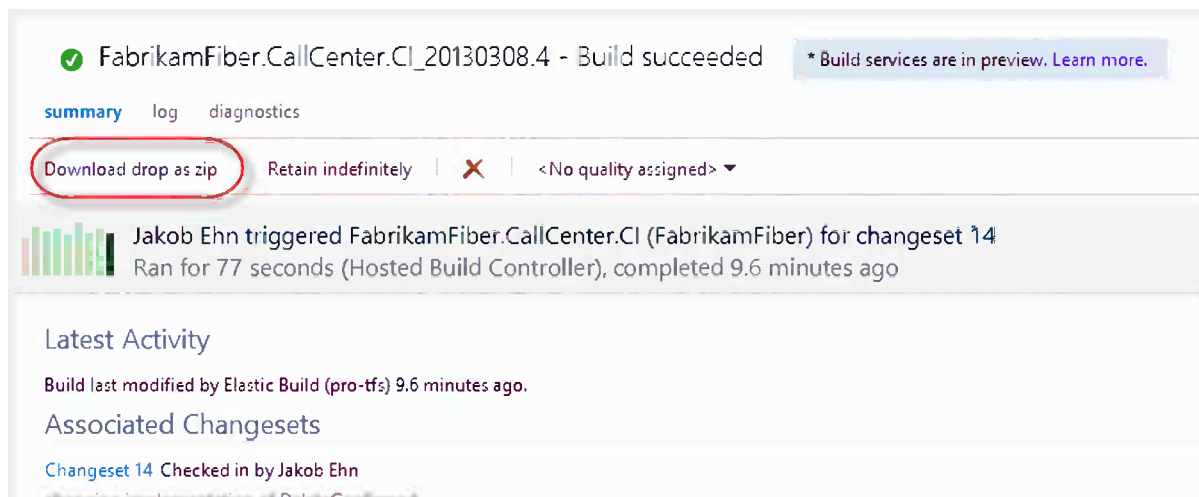 FabrikamFiber.CallCenter.CI_20130308.4 - Build succeeded
* Build services are in preview. Learn more.
summary log diagnostics
Download drop as zip Retain indefinitely <No quality assigned>
Jakob Ehn triggered FabrikamFiber.CallCenter.CI (FabrikamFiber) for changeset 14
Ran for 77 seconds (Hosted Build Controller), completed 9.6 minutes ago
Latest Activity
Build last modified by Elastic Build (pro-tfs) 9.6 minutes ago.
Associated Changesets
Changeset 14 Checked in by Jakob Ehn